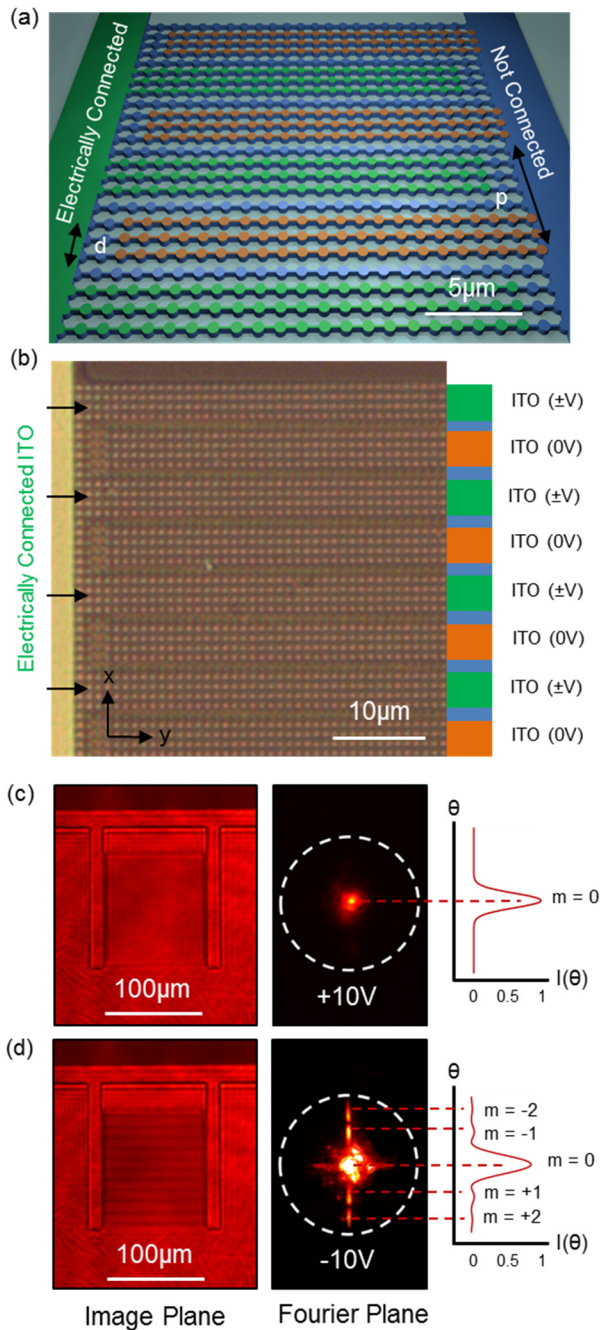 (a)
Electrically Connected
Not Connected
p
d
5μm
(b)
Electrically Connected ITO
ITO (±V)
ITO (0V)
ITO (±V)
ITO (0V)
ITO (±V)
ITO (0V)
ITO (±V)
ITO (0V)
x
y
10μm
(c)
100μm
+10V
θ
m = 0
I(θ)
0 0.5 1
(d)
100μm
-10V
θ
m = -2
m = -1
m = 0
m = +1
m = +2
I(θ)
0 0.5 1
Image Plane
Fourier Plane